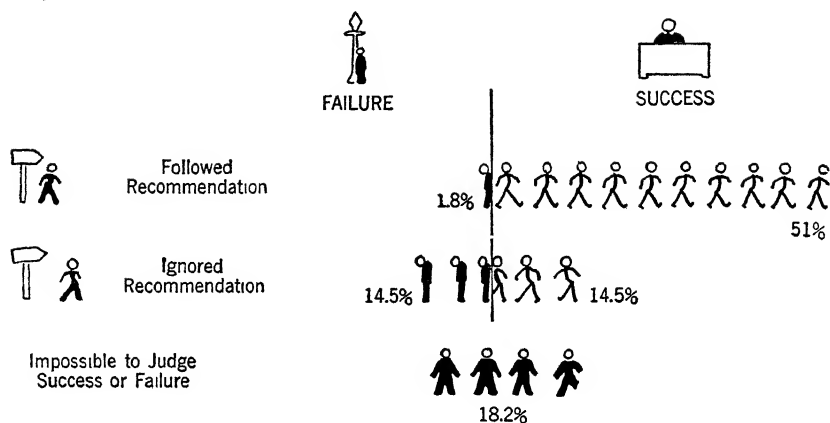 FAILURE
SUCCESS
Followed
Recommendation
1.8%
51%
Ignored
Recommendation
14.5%
14.5%
Impossible to Judge
Success or Failure
18.2%